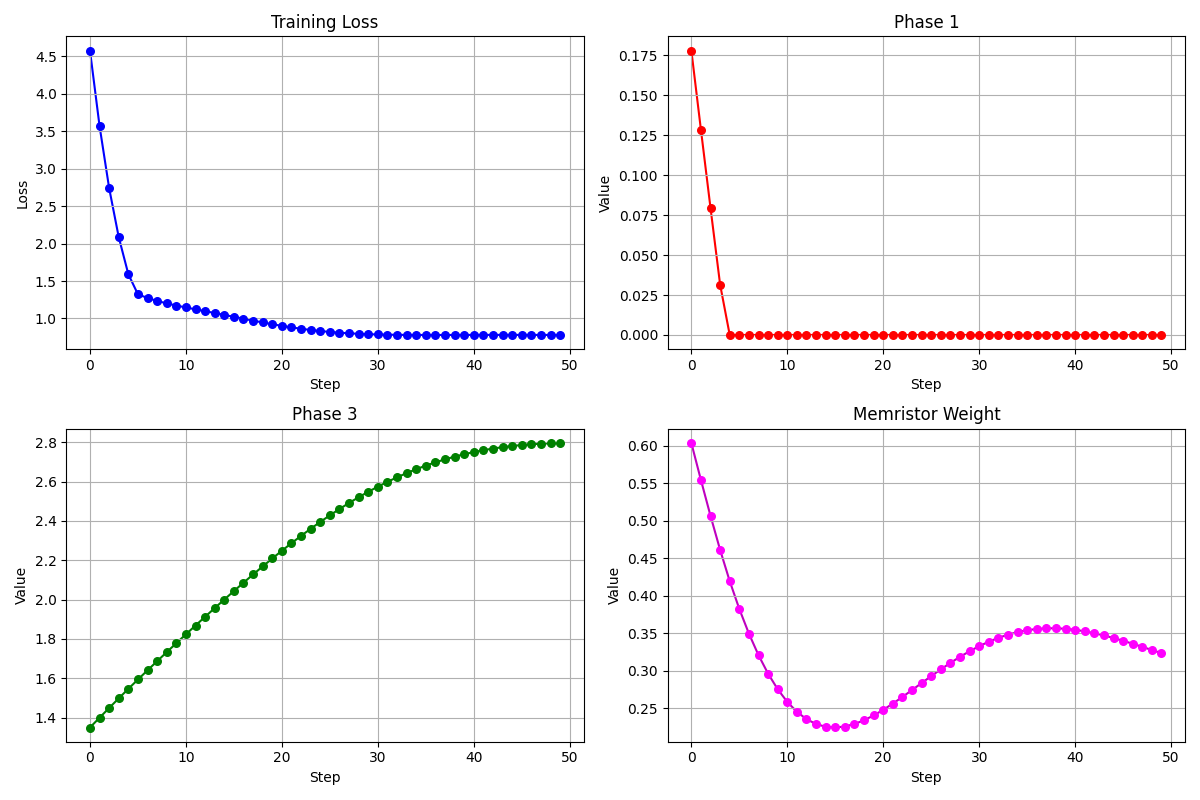 Training Loss
Loss
4.5
4.0
3.5
3.0
2.5
2.0
1.5
1.0
0 10 20 30 40 50
Step
Phase 1
Value
0.175
0.150
0.125
0.100
0.075
0.050
0.025
0.000
0 10 20 30 40 50
Step
Phase 3
Value
2.8
2.6
2.4
2.2
2.0
1.8
1.6
1.4
0 10 20 30 40 50
Step
Memristor Weight
Value
0.60
0.55
0.50
0.45
0.40
0.35
0.30
0.25
0 10 20 30 40 50
Step